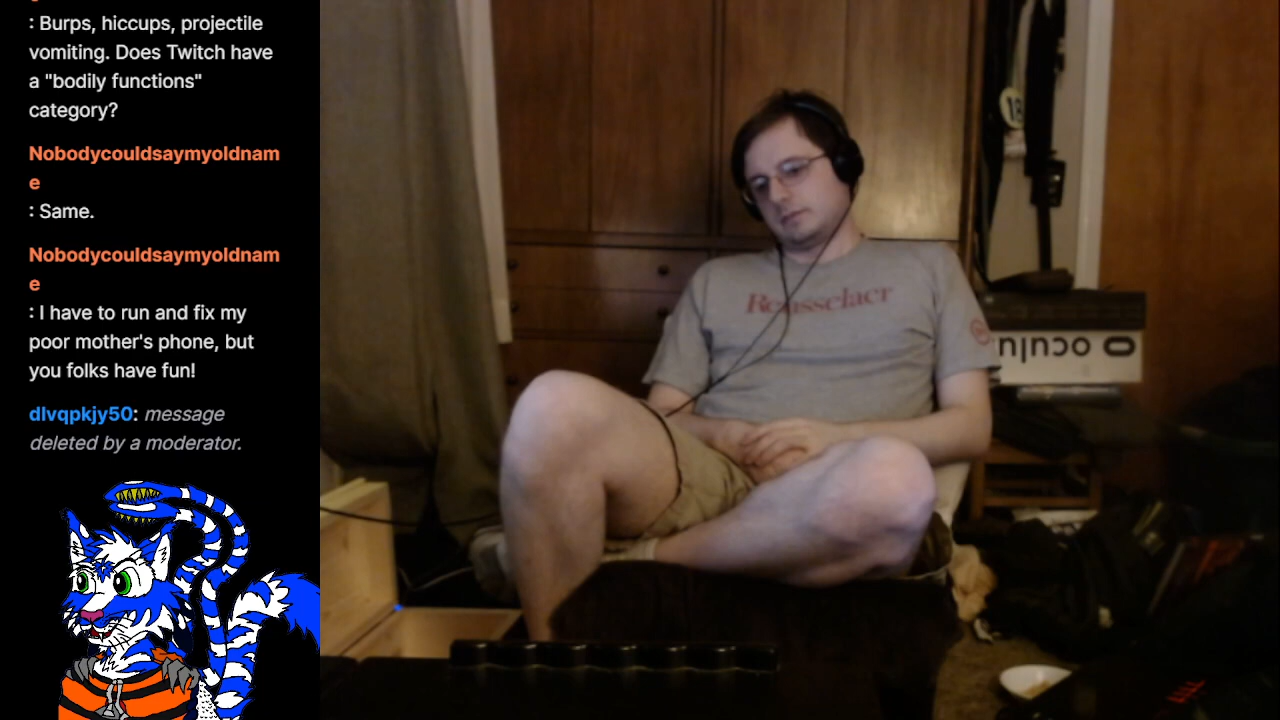 : Burps, hiccups, projectile
vomiting. Does Twitch have
a "bodily functions"
category?
Nobodycouldsaymyoldnam
e
: Same.
Nobodycouldsaymyoldnam
e
: I have to run and fix my
poor mother's phone, but
you folks have fun!
dlvqpkjy50: message
deleted by a moderator.
18
Rensselaer
oculu